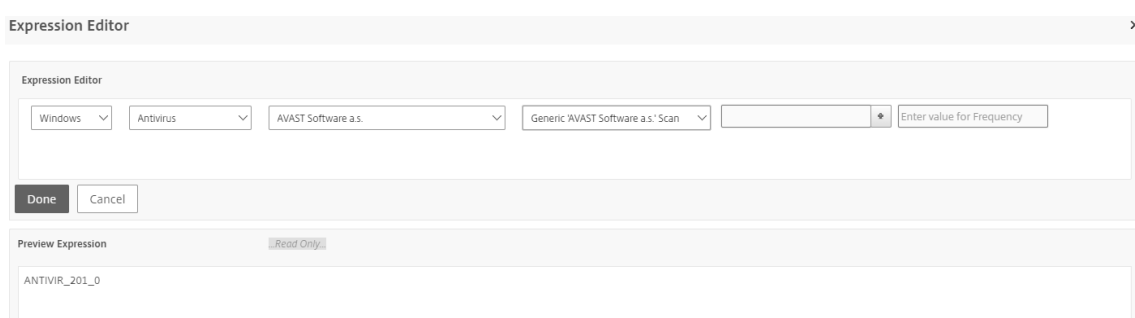 Expression Editor
Expression Editor
Windows Antivirus AVAST Software a.s. Generic 'AVAST Software a.s.' Scan Enter value for Frequency
Done Cancel
Preview Expression ...Read Only...
ANTIVIR_201_0